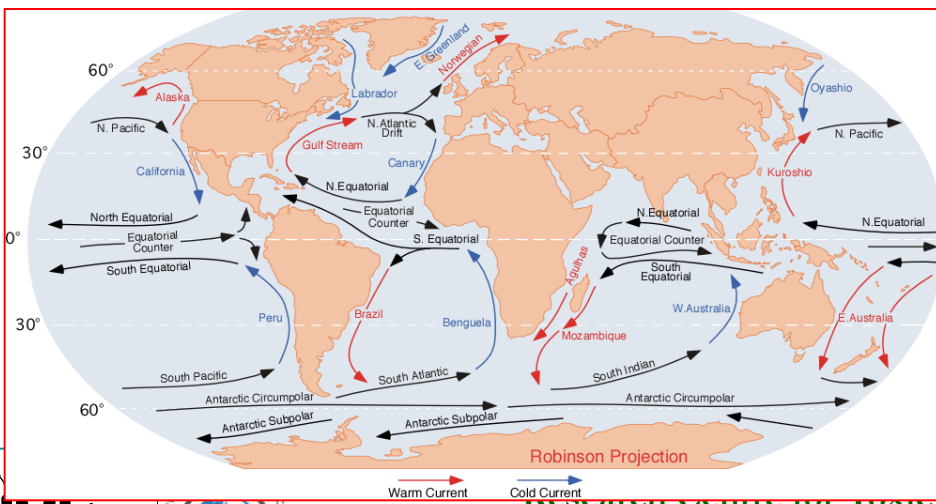 60°
30°
0°
30°
60°
Alaska
N. Pacific
California
North Equatorial
Equatorial
Counter
South Equatorial
Peru
South Pacific
Antarctic Circumpolar
Antarctic Subpolar
Labrador
E. Greenland
Norwegian
N.Atlantic
Drift
Gulf Stream
Canary
N.Equatorial
Equatorial
Counter
S. Equatorial
Brazil
Benguela
South Atlantic
Antarctic Subpolar
Agulhas
Mozambique
N.Equatorial
Equatorial Counter
South
Equatorial
W.Australia
South Indian
Antarctic Circumpolar
Oyashio
N. Pacific
Kuroshio
N.Equatorial
E.Australia
Robinson Projection
Warm Current
Cold Current